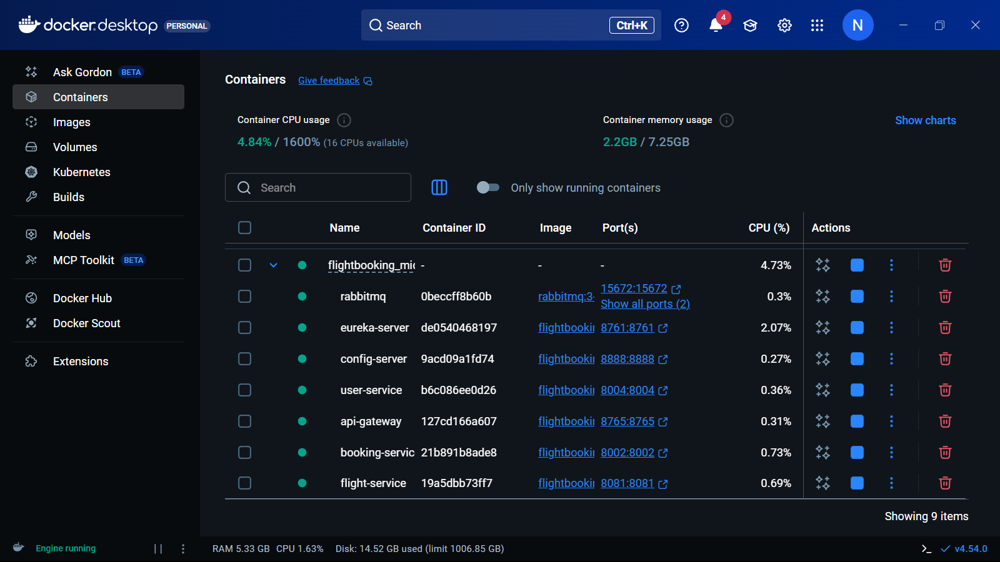 docker.desktop PERSONAL
Search Ctrl+K
4
N
Ask Gordon BETA
Containers
Images
Volumes
Kubernetes
Builds
Models
MCP Toolkit BETA
Docker Hub
Docker Scout
Extensions
Containers Give feedback
Container CPU usage
4.84% / 1600% (16 CPUs available)
Container memory usage
2.2GB / 7.25GB
Show charts
Search
Only show running containers
Name Container ID Image Port(s) CPU (%) Actions
flightbooking_mic - - - 4.73%
rabbitmq 0beccff8b60b rabbitmq:3- 15672:15672 0.3%
Show all ports (2)
eureka-server de0540468197 flightbookin 8761:8761 2.07%
config-server 9acd09a1fd74 flightbookin 8888:8888 0.27%
user-service b6c086ee0d26 flightbookin 8004:8004 0.36%
api-gateway 127cd166a607 flightbookin 8765:8765 0.31%
booking-servic 21b891b8ade8 flightbookin 8002:8002 0.73%
flight-service 19a5dbb73ff7 flightbookin 8081:8081 0.69%
Showing 9 items
Engine running
RAM 5.33 GB CPU 1.63% Disk: 14.52 GB used (limit 1006.85 GB)
v4.54.0